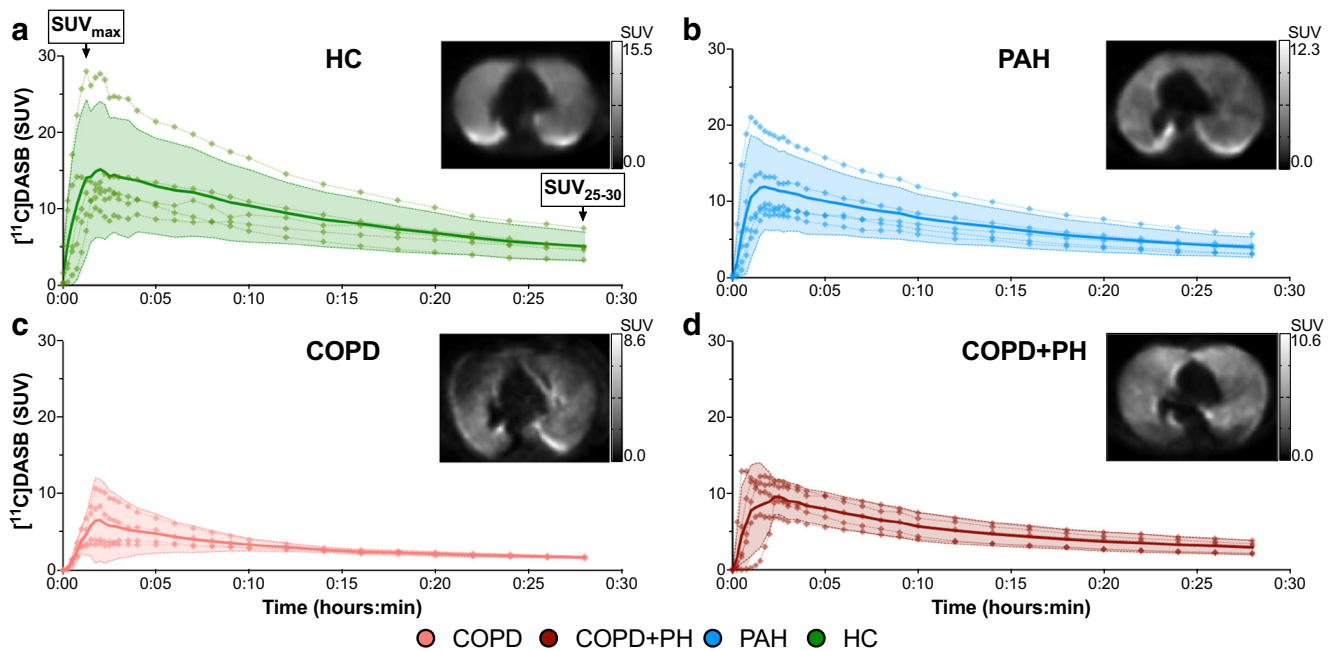 a
SUVmax
HC
SUV
15.5
0.0
SUV25-30
[11C]DASB (SUV)
30
20
10
0
0:00 0:05 0:10 0:15 0:20 0:25 0:30
b
PAH
SUV
12.3
0.0
30
20
10
0
0:00 0:05 0:10 0:15 0:20 0:25 0:30
c
COPD
SUV
8.6
0.0
[11C]DASB (SUV)
30
20
10
0
0:00 0:05 0:10 0:15 0:20 0:25 0:30
Time (hours:min)
d
COPD+PH
SUV
10.6
0.0
30
20
10
0
0:00 0:05 0:10 0:15 0:20 0:25 0:30
Time (hours:min)
COPD COPD+PH PAH HC